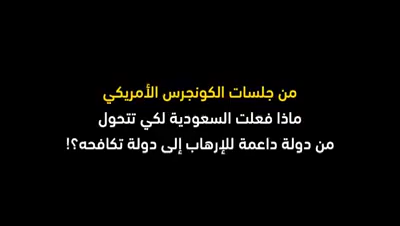 من جلسات الكونجرس الأمريكي
ماذا فعلت السعودية لكي تتحول
من دولة داعمة للإرهاب إلى دولة تكافحه؟!